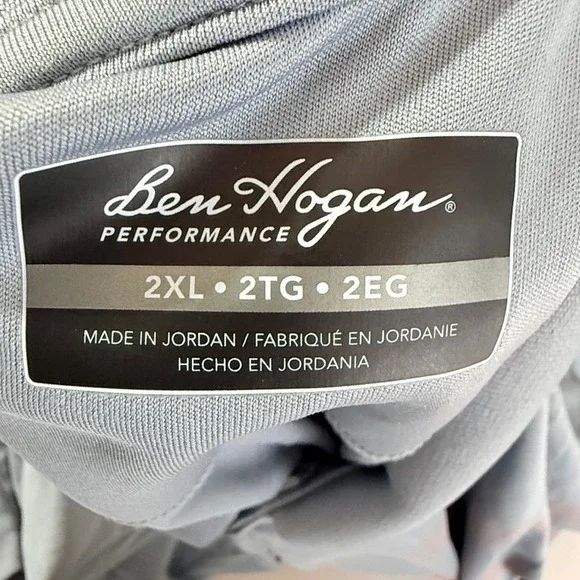 Ben Hogan®
PERFORMANCE
2XL • 2TG • 2EG
MADE IN JORDAN / FABRIQUÉ EN JORDANIE
HECHO EN JORDANIA